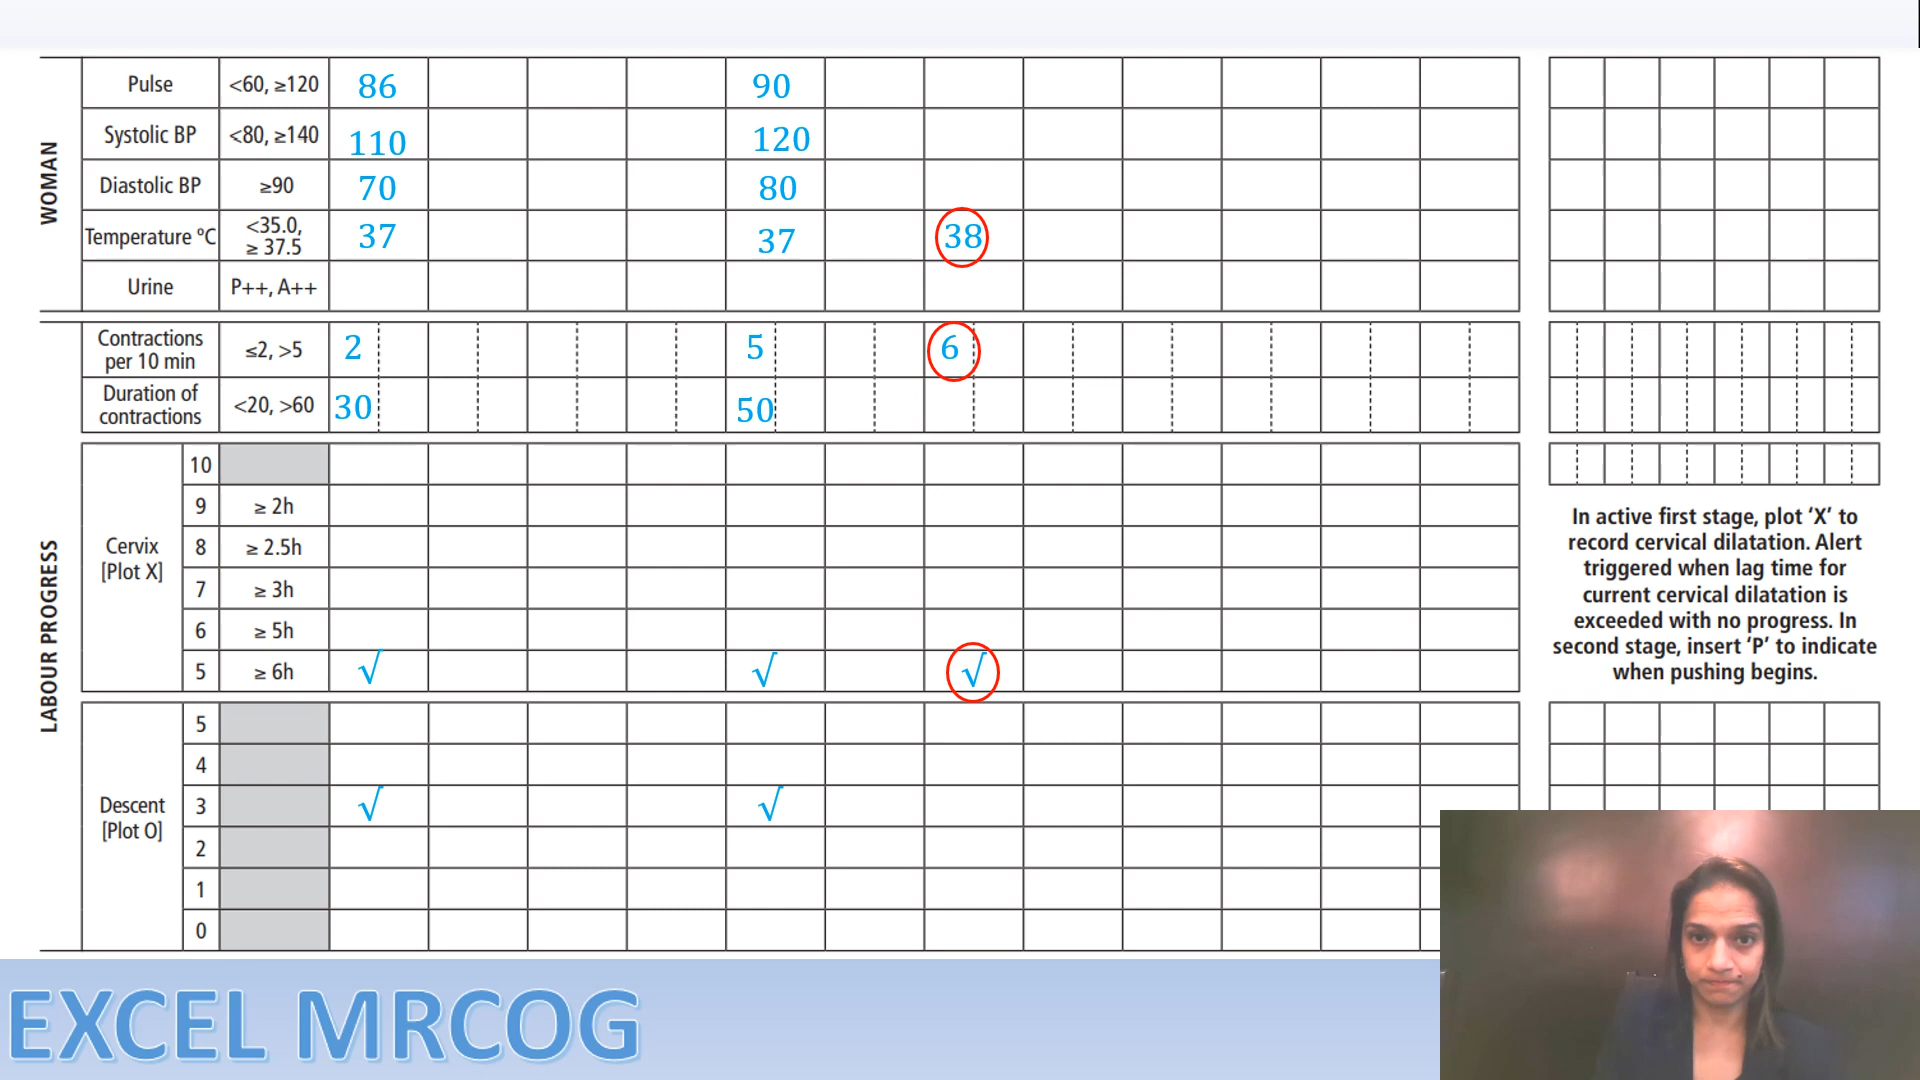 WOMAN
Pulse <60, ≥120 86 90
Systolic BP <80, ≥140 110 120
Diastolic BP ≥90 70 80
Temperature ºC <35.0, ≥ 37.5 37 37 38
Urine P++, A++
LABOUR PROGRESS
Contractions
per 10 min ≤2, >5 2 5 6
Duration of
contractions <20, >60 30 50
Cervix
[Plot X]
10
9 ≥ 2h
8 ≥ 2.5h
7 ≥ 3h
6 ≥ 5h
5 ≥ 6h √ √ √
In active first stage, plot ‘X’ to
record cervical dilatation. Alert
triggered when lag time for
current cervical dilatation is
exceeded with no progress. In
second stage, insert ‘P’ to indicate
when pushing begins.
Descent
[Plot O]
5
4
3 √ √
2
1
0
EXCEL MRCOG